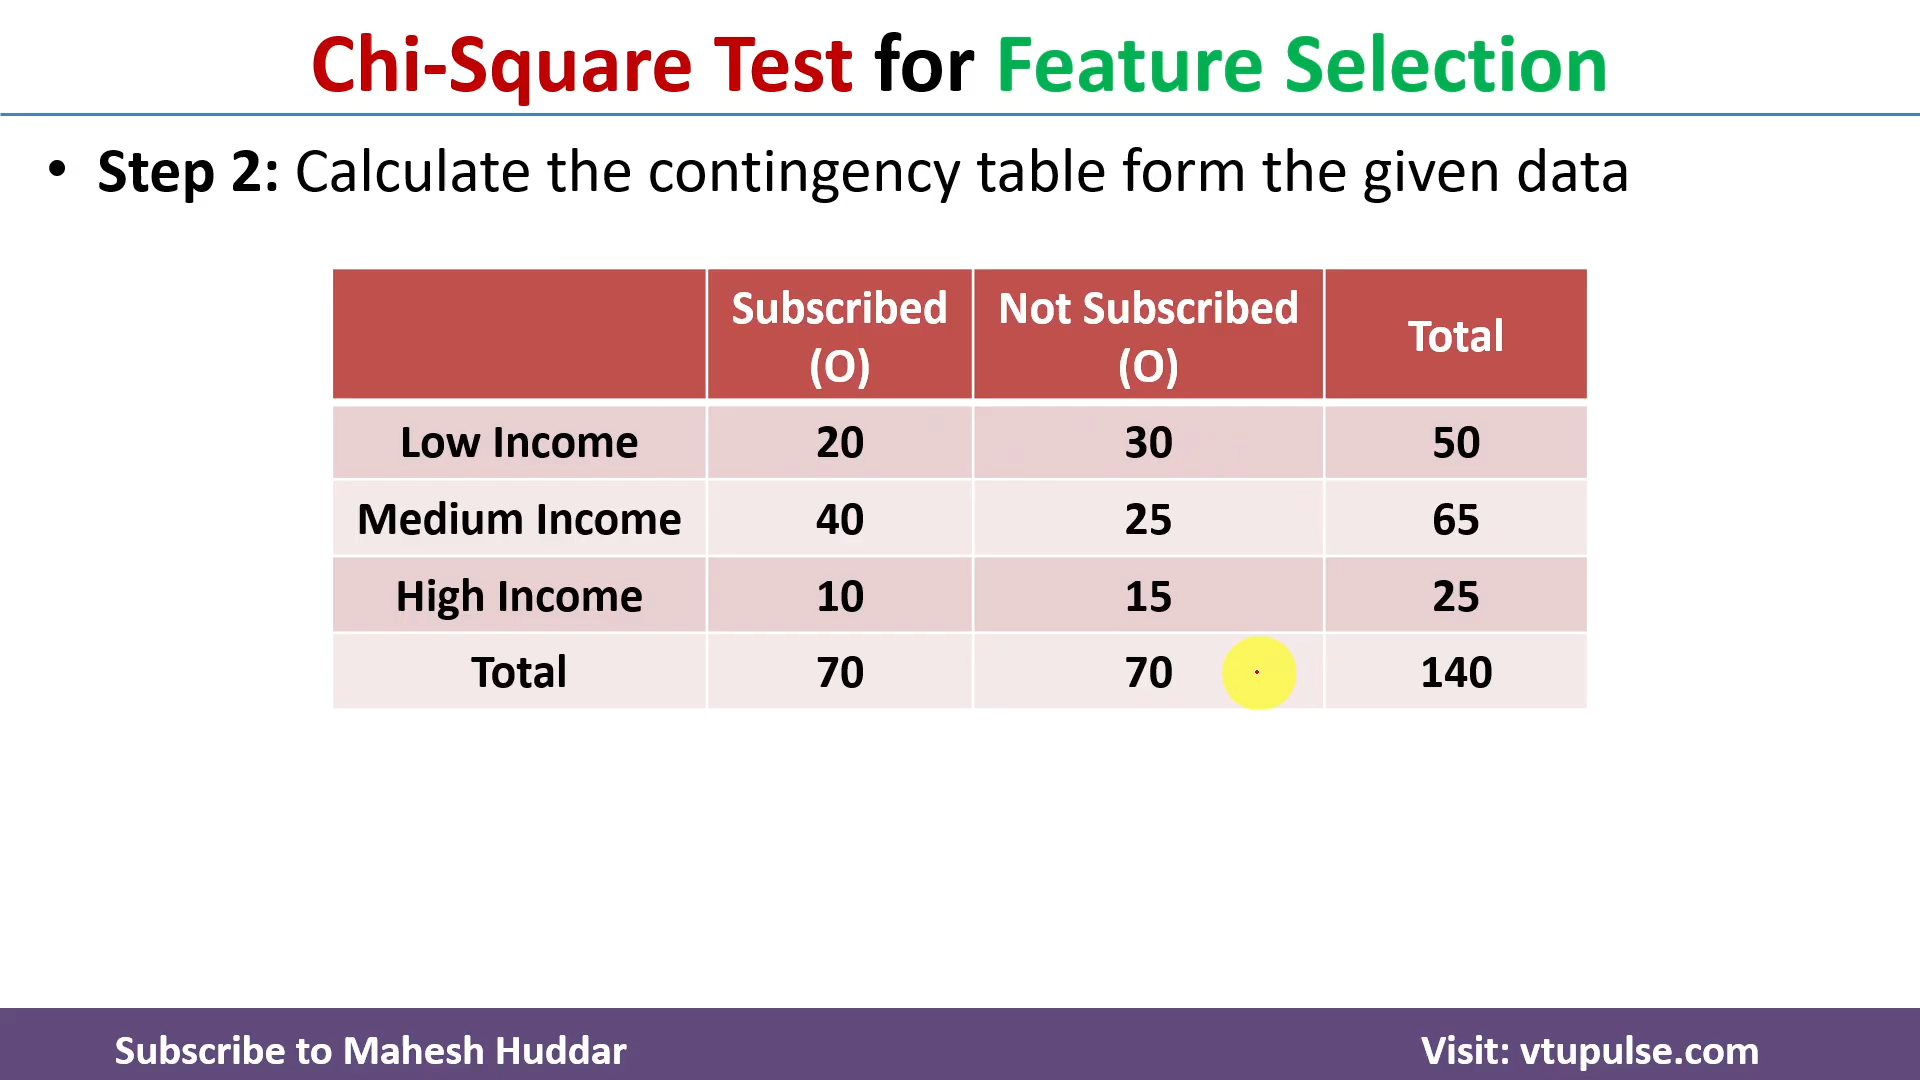 Chi-Square Test for Feature Selection
• Step 2: Calculate the contingency table form the given data
Subscribed (O) Not Subscribed (O) Total
Low Income 20 30 50
Medium Income 40 25 65
High Income 10 15 25
Total 70 70 140
Subscribe to Mahesh Huddar Visit: vtupulse.com